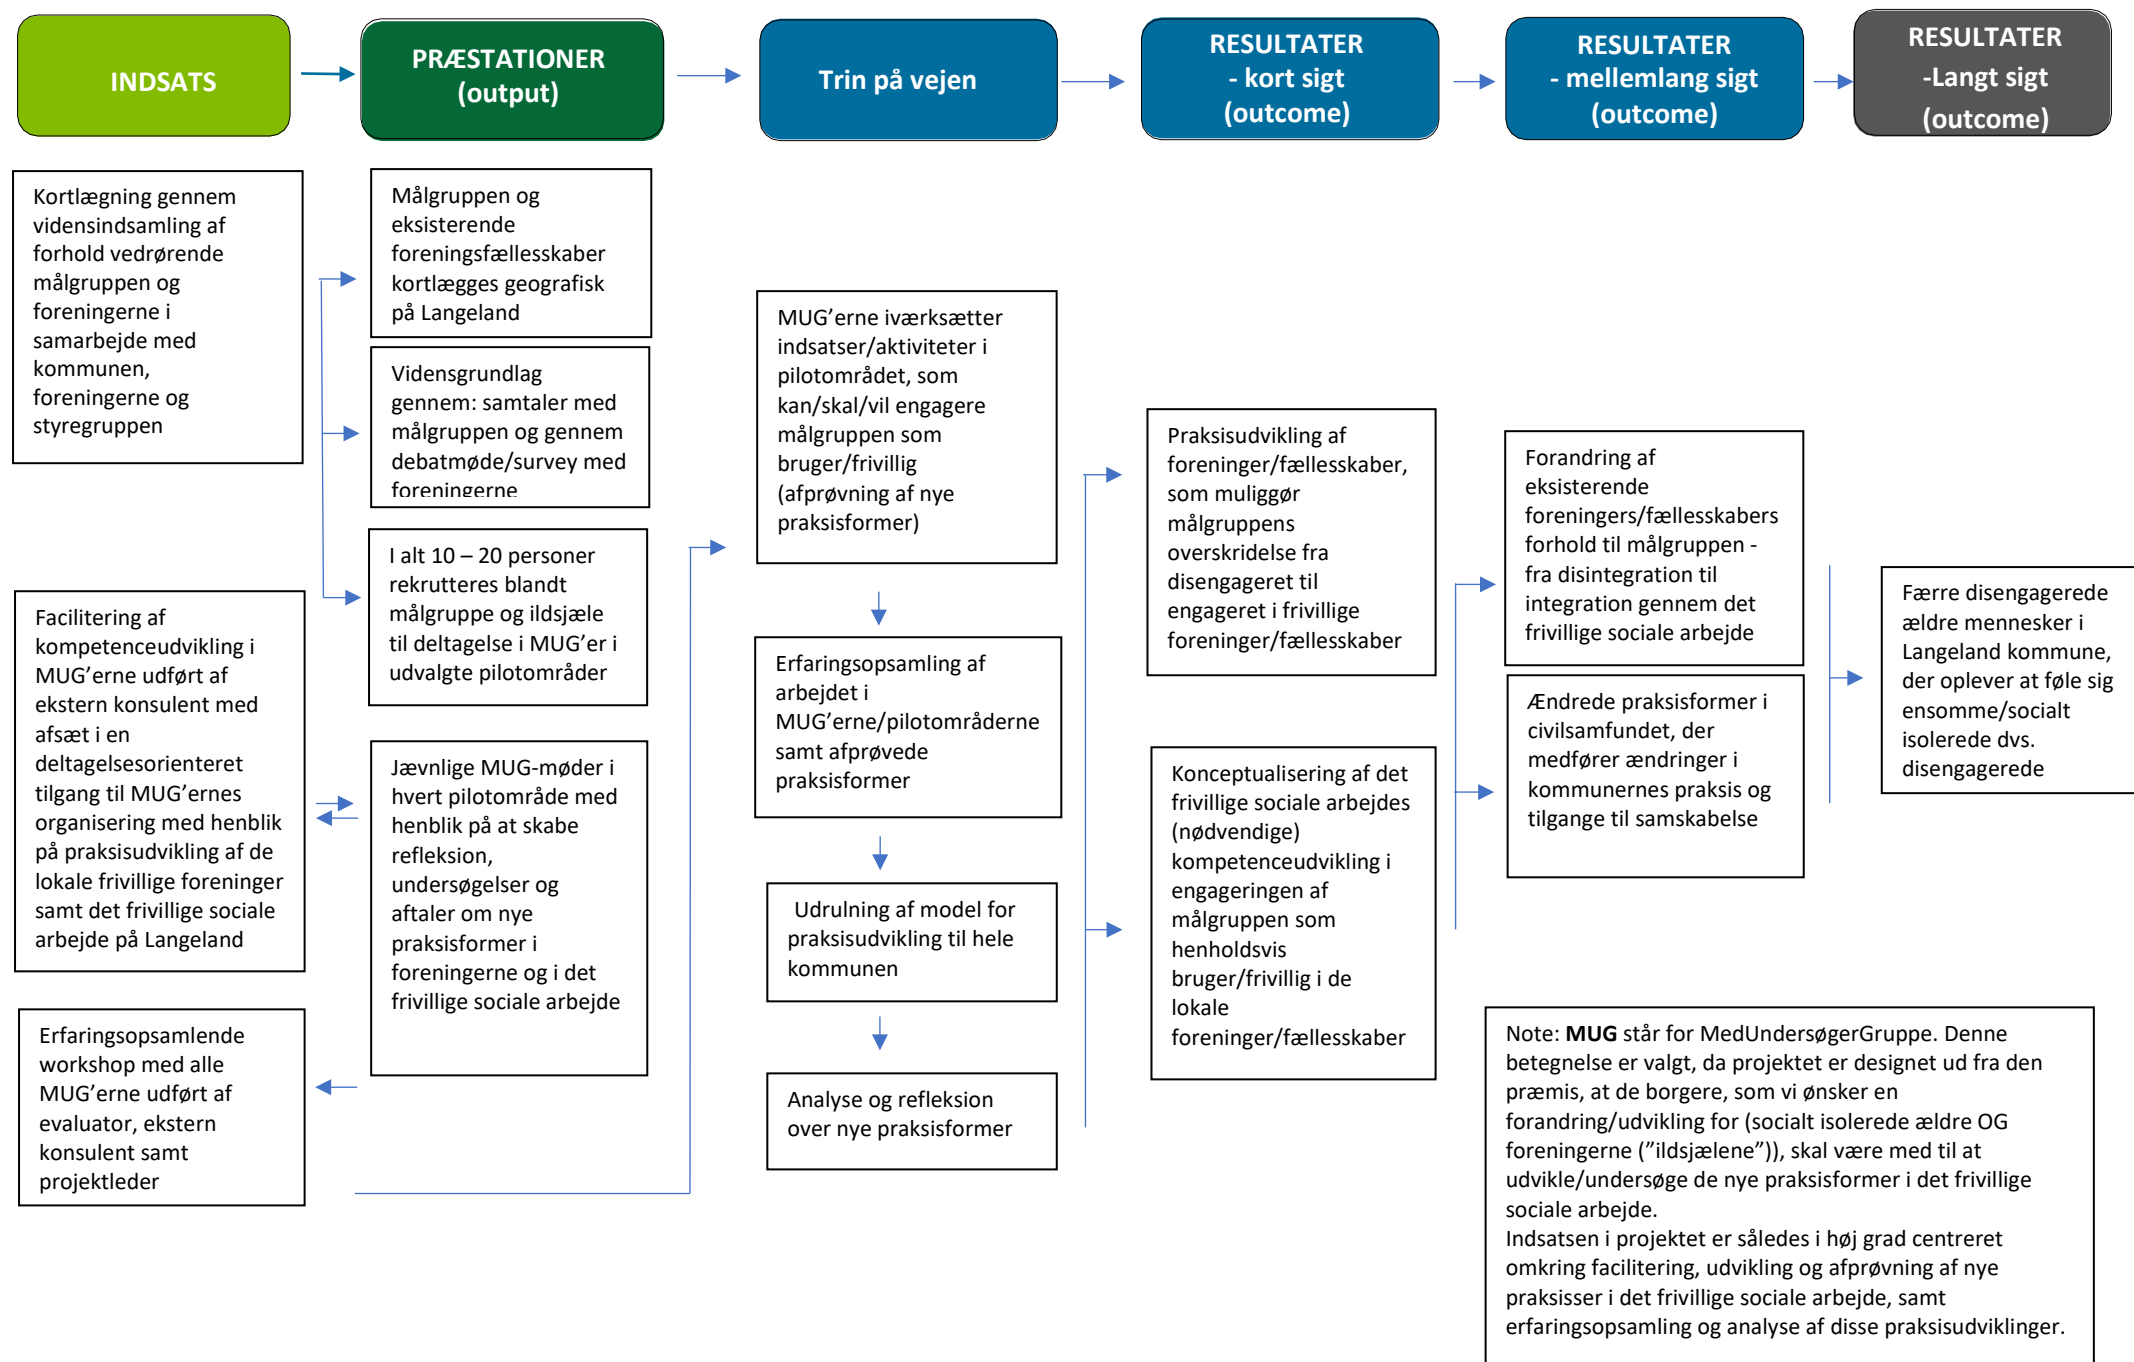 INDSATS
PRÆSTATIONER
(output)
Trin på vejen
RESULTATER
- kort sigt
(outcome)
RESULTATER
- mellemlang sigt
(outcome)
RESULTATER
-Langt sigt
(outcome)
Kortlægning gennem
vidensindsamling af
forhold vedrørende
målgruppen og
foreningerne i
samarbejde med
kommunen,
foreningerne og
styregruppen
Facilitering af
kompetenceudvikling i
MUG’erne udført af
ekstern konsulent med
afsæt i en
deltagelsesorienteret
tilgang til MUG’ernes
organisering med henblik
på praksisudvikling af de
lokale frivillige foreninger
samt det frivillige sociale
arbejde på Langeland
Erfaringsopsamlende
workshop med alle
MUG’erne udført af
evaluator, ekstern
konsulent samt
projektleder
Målgruppen og
eksisterende
foreningsfællesskaber
kortlægges geografisk
på Langeland
Vidensgrundlag
gennem: samtaler med
målgruppen og gennem
debatmøde/survey med
foreningerne
I alt 10 – 20 personer
rekrutteres blandt
målgruppe og ildsjæle
til deltagelse i MUG’er i
udvalgte pilotområder
Jævnlige MUG-møder i
hvert pilotområde med
henblik på at skabe
refleksion,
undersøgelser og
aftaler om nye
praksisformer i
foreningerne og i det
frivillige sociale arbejde
MUG’erne iværksætter
indsatser/aktiviteter i
pilotområdet, som
kan/skal/vil engagere
målgruppen som
bruger/frivillig
(afprøvning af nye
praksisformer)
Erfaringsopsamling af
arbejdet i
MUG’erne/pilotområderne
samt afprøvede
praksisformer
Udrulning af model for
praksisudvikling til hele
kommunen
Analyse og refleksion
over nye praksisformer
Praksisudvikling af
foreninger/fællesskaber,
som muliggør
målgruppens
overskridelse fra
disengageret til
engageret i frivillige
foreninger/fællesskaber
Konceptualisering af det
frivillige sociale arbejdes
(nødvendige)
kompetenceudvikling i
engageringen af
målgruppen som
henholdsvis
bruger/frivillig i de
lokale
foreninger/fællesskaber
Forandring af
eksisterende
foreningers/fællesskabers
forhold til målgruppen -
fra disintegration til
integration gennem det
frivillige sociale arbejde
Ændrede praksisformer i
civilsamfundet, der
medfører ændringer i
kommunernes praksis og
tilgange til samskabelse
Færre disengagerede
ældre mennesker i
Langeland kommune,
der oplever at føle sig
ensomme/socialt
isolerede dvs.
disengagerede
Note: MUG står for MedUndersøgerGruppe. Denne
betegnelse er valgt, da projektet er designet ud fra den
præmis, at de borgere, som vi ønsker en
forandring/udvikling for (socialt isolerede ældre OG
foreningerne (”ildsjælene”)), skal være med til at
udvikle/undersøge de nye praksisformer i det frivillige
sociale arbejde.
Indsatsen i projektet er således i høj grad centreret
omkring facilitering, udvikling og afprøvning af nye
praksisser i det frivillige sociale arbejde, samt
erfaringsopsamling og analyse af disse praksisudviklinger.